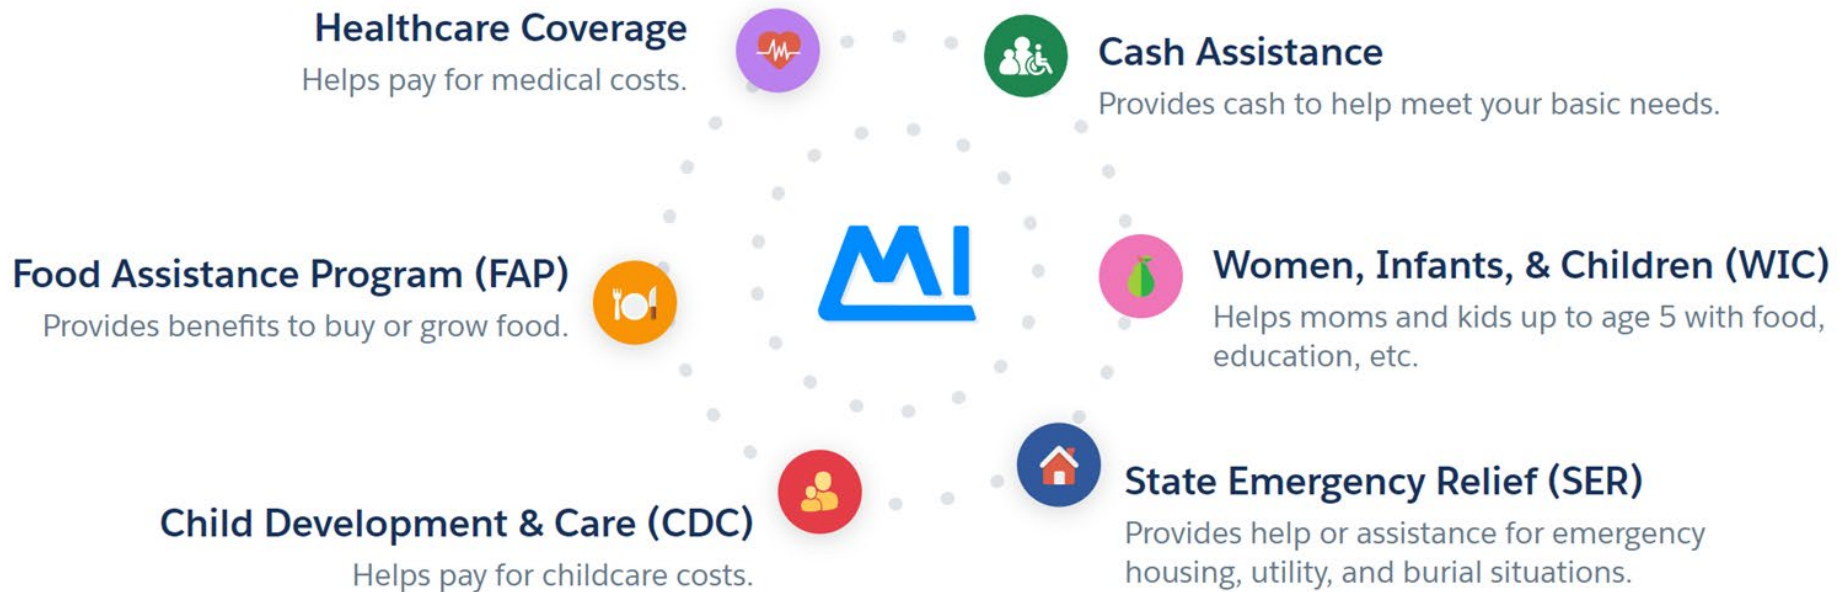 Healthcare Coverage
Helps pay for medical costs.
Cash Assistance
Provides cash to help meet your basic needs.
Food Assistance Program (FAP)
Provides benefits to buy or grow food.
MI
Women, Infants, & Children (WIC)
Helps moms and kids up to age 5 with food,
education, etc.
Child Development & Care (CDC)
Helps pay for childcare costs.
State Emergency Relief (SER)
Provides help or assistance for emergency
housing, utility, and burial situations.